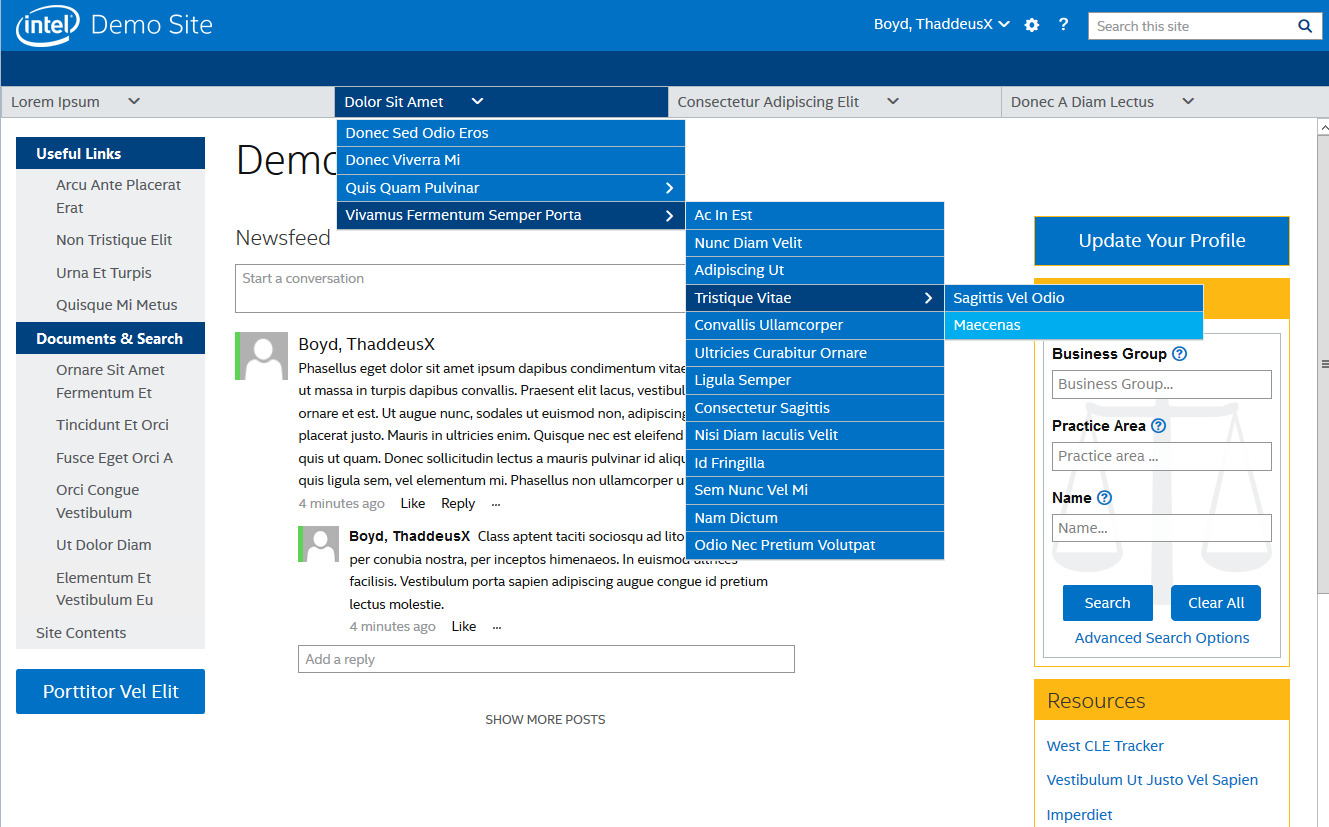 intel Demo Site
Boyd, ThaddeusX
?
Search this site
Lorem Ipsum
Dolor Sit Amet
Consectetur Adipiscing Elit
Donec A Diam Lectus
Donec Sed Odio Eros
Donec Viverra Mi
Quis Quam Pulvinar
Vivamus Fermentum Semper Porta
Ac In Est
Nunc Diam Velit
Adipiscing Ut
Tristique Vitae
Convallis Ullamcorper
Ultricies Curabitur Ornare
Ligula Semper
Consectetur Sagittis
Nisi Diam Iaculis Velit
Id Fringilla
Sem Nunc Vel Mi
Nam Dictum
Odio Nec Pretium Volutpat
Sagittis Vel Odio
Maecenas
Useful Links
Arcu Ante Placerat
Erat
Non Tristique Elit
Urna Et Turpis
Quisque Mi Metus
Documents & Search
Ornare Sit Amet
Fermentum Et
Tincidunt Et Orci
Fusce Eget Orci A
Orci Congue
Vestibulum
Ut Dolor Diam
Elementum Et
Vestibulum Eu
Site Contents
Porttitor Vel Elit
Demo
Newsfeed
Start a conversation
Boyd, ThaddeusX
Phasellus eget dolor sit amet ipsum dapibus condimentum vitae
ut massa in turpis dapibus convallis. Praesent elit lacus, vestibul
ornare et est. Ut augue nunc, sodales ut euismod non, adipiscing
placerat justo. Mauris in ultricies enim. Quisque nec est eleifend
quis ut quam. Donec sollicitudin lectus a mauris pulvinar id aliqu
quis ligula sem, vel elementum mi. Phasellus non ullamcorper u
4 minutes ago Like Reply ...
Boyd, ThaddeusX Class aptent taciti sociosqu ad lito
per conubia nostra, per inceptos himenaeos. In euismod ultrices
facilisis. Vestibulum porta sapien adipiscing augue congue id pretium
lectus molestie.
4 minutes ago Like ...
Add a reply
SHOW MORE POSTS
Update Your Profile
Business Group ?
Business Group...
Practice Area ?
Practice area ...
Name ?
Name...
Search
Clear All
Advanced Search Options
Resources
West CLE Tracker
Vestibulum Ut Justo Vel Sapien
Imperdiet